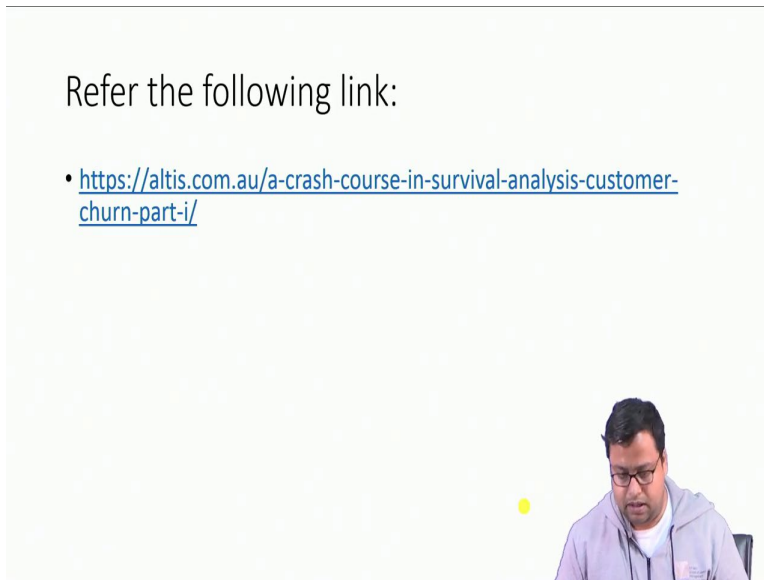 Refer the following link:
• https://altis.com.au/a-crash-course-in-survival-analysis-customer-
churn-part-i/